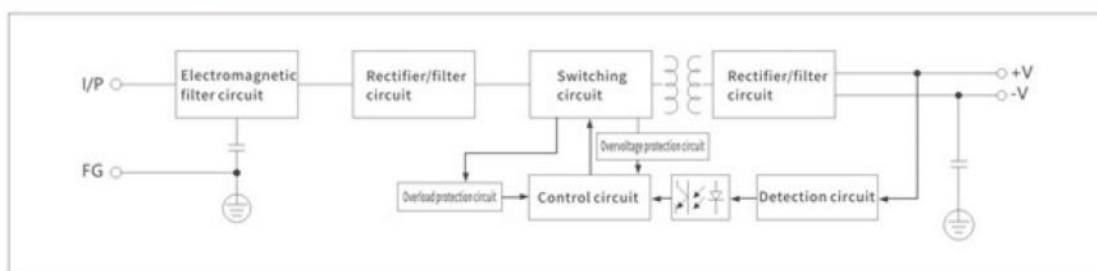 I/P
Electromagnetic
filter circuit
Rectifier/filter
circuit
Switching
circuit
Rectifier/filter
circuit
+V
-V
Overvoltage protection circuit
FG
Overload protection circuit
Control circuit
Detection circuit